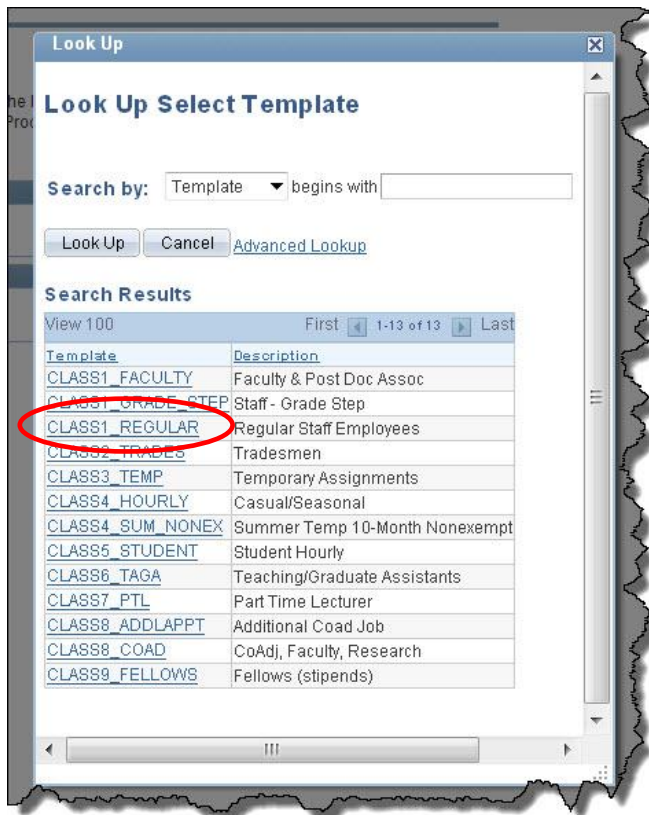 Look Up
he
Proc
Look Up Select Template
Search by: Template begins with
Look Up Cancel Advanced Lookup
Search Results
View 100 First 1-13 of 13 Last
Template Description
CLASS1_FACULTY Faculty & Post Doc Assoc
CLASS1_GRADE_STEP Staff - Grade Step
CLASS1_REGULAR Regular Staff Employees
CLASS2_TRADES Tradesmen
CLASS3_TEMP Temporary Assignments
CLASS4_HOURLY Casual/Seasonal
CLASS4_SUM_NONEX Summer Temp 10-Month Nonexempt
CLASS5_STUDENT Student Hourly
CLASS6_TAGA Teaching/Graduate Assistants
CLASS7_PTL Part Time Lecturer
CLASS8_ADDLAPPT Additional Coad Job
CLASS8_COAD CoAdj, Faculty, Research
CLASS9_FELLOWS Fellows (stipends)